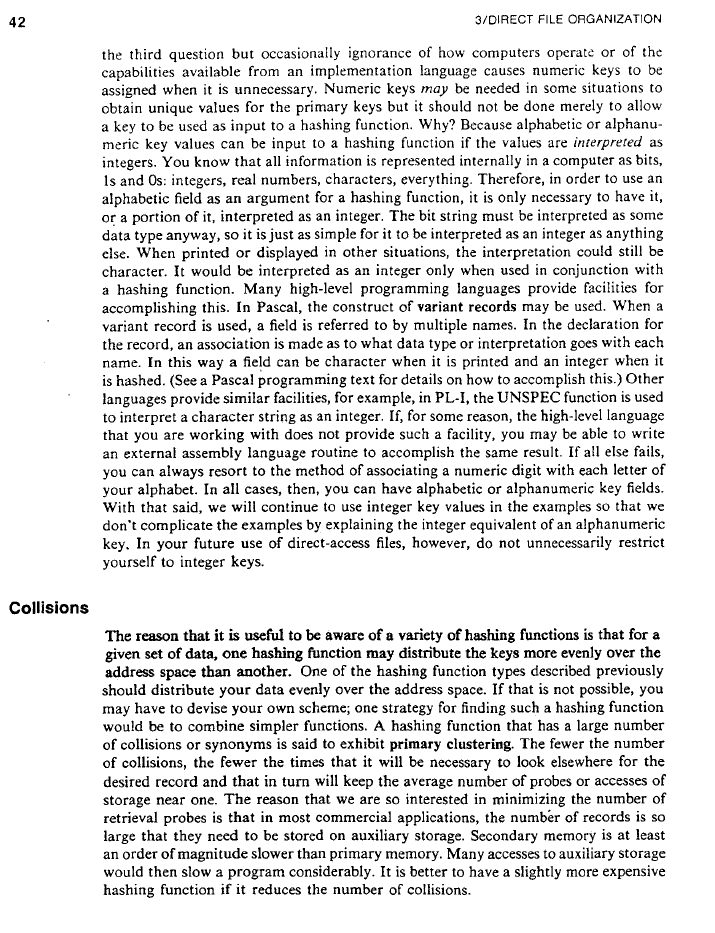 42
3/DIRECT FILE ORGANIZATION
the third question but occasionally ignorance of how computers operate or of the
capabilities available from an implementation language causes numeric keys to be
assigned when it is unnecessary. Numeric keys may be needed in some situations to
obtain unique values for the primary keys but it should not be done merely to allow
a key to be used as input to a hashing function. Why? Because alphabetic or alphanu-
meric key values can be input to a hashing function if the values are interpreted as
integers. You know that all information is represented internally in a computer as bits,
1s and 0s: integers, real numbers, characters, everything. Therefore, in order to use an
alphabetic field as an argument for a hashing function, it is only necessary to have it,
or a portion of it, interpreted as an integer. The bit string must be interpreted as some
data type anyway, so it is just as simple for it to be interpreted as an integer as anything
else. When printed or displayed in other situations, the interpretation could still be
character. It would be interpreted as an integer only when used in conjunction with
a hashing function. Many high-level programming languages provide facilities for
accomplishing this. In Pascal, the construct of variant records may be used. When a
variant record is used, a field is referred to by multiple names. In the declaration for
the record, an association is made as to what data type or interpretation goes with each
name. In this way a field can be character when it is printed and an integer when it
is hashed. (See a Pascal programming text for details on how to accomplish this.) Other
languages provide similar facilities, for example, in PL-I, the UNSPEC function is used
to interpret a character string as an integer. If, for some reason, the high-level language
that you are working with does not provide such a facility, you may be able to write
an external assembly language routine to accomplish the same result. If all else fails,
you can always resort to the method of associating a numeric digit with each letter of
your alphabet. In all cases, then, you can have alphabetic or alphanumeric key fields.
With that said, we will continue to use integer key values in the examples so that we
don't complicate the examples by explaining the integer equivalent of an alphanumeric
key. In your future use of direct-access files, however, do not unnecessarily restrict
yourself to integer keys.
Collisions
The reason that it is useful to be aware of a variety of hashing functions is that for a
given set of data, one hashing function may distribute the keys more evenly over the
address space than another. One of the hashing function types described previously
should distribute your data evenly over the address space. If that is not possible, you
may have to devise your own scheme; one strategy for finding such a hashing function
would be to combine simpler functions. A hashing function that has a large number
of collisions or synonyms is said to exhibit primary clustering. The fewer the number
of collisions, the fewer the times that it will be necessary to look elsewhere for the
desired record and that in turn will keep the average number of probes or accesses of
storage near one. The reason that we are so interested in minimizing the number of
retrieval probes is that in most commercial applications, the number of records is so
large that they need to be stored on auxiliary storage. Secondary memory is at least
an order of magnitude slower than primary memory. Many accesses to auxiliary storage
would then slow a program considerably. It is better to have a slightly more expensive
hashing function if it reduces the number of collisions.